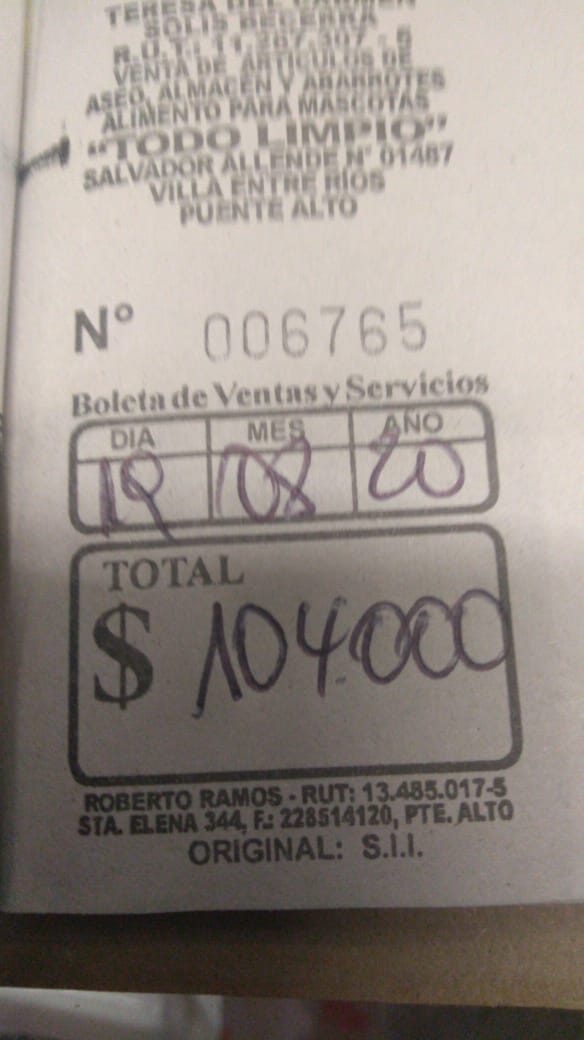 TERESA DEL CARMEN
SOLIS BECERRA
VENTA DE ARTICULOS DE
ASEO, ALMACEN Y ABARROTES
ALIMENTO PARA MASCOTAS
"TODO LIMPIO"
SALVADOR ALLENDE N° 01487
VILLA ENTRE RIOS
PUENTE ALTO
N° 006765
Boleta de Ventas y Servicios
DIA MES AÑO
19 08 20
TOTAL
$ 104.000
ROBERTO RAMOS - RUT: 13.485.017-5
STA. ELENA 344, F.: 228514120, PTE. ALTO
ORIGINAL: S.I.I.